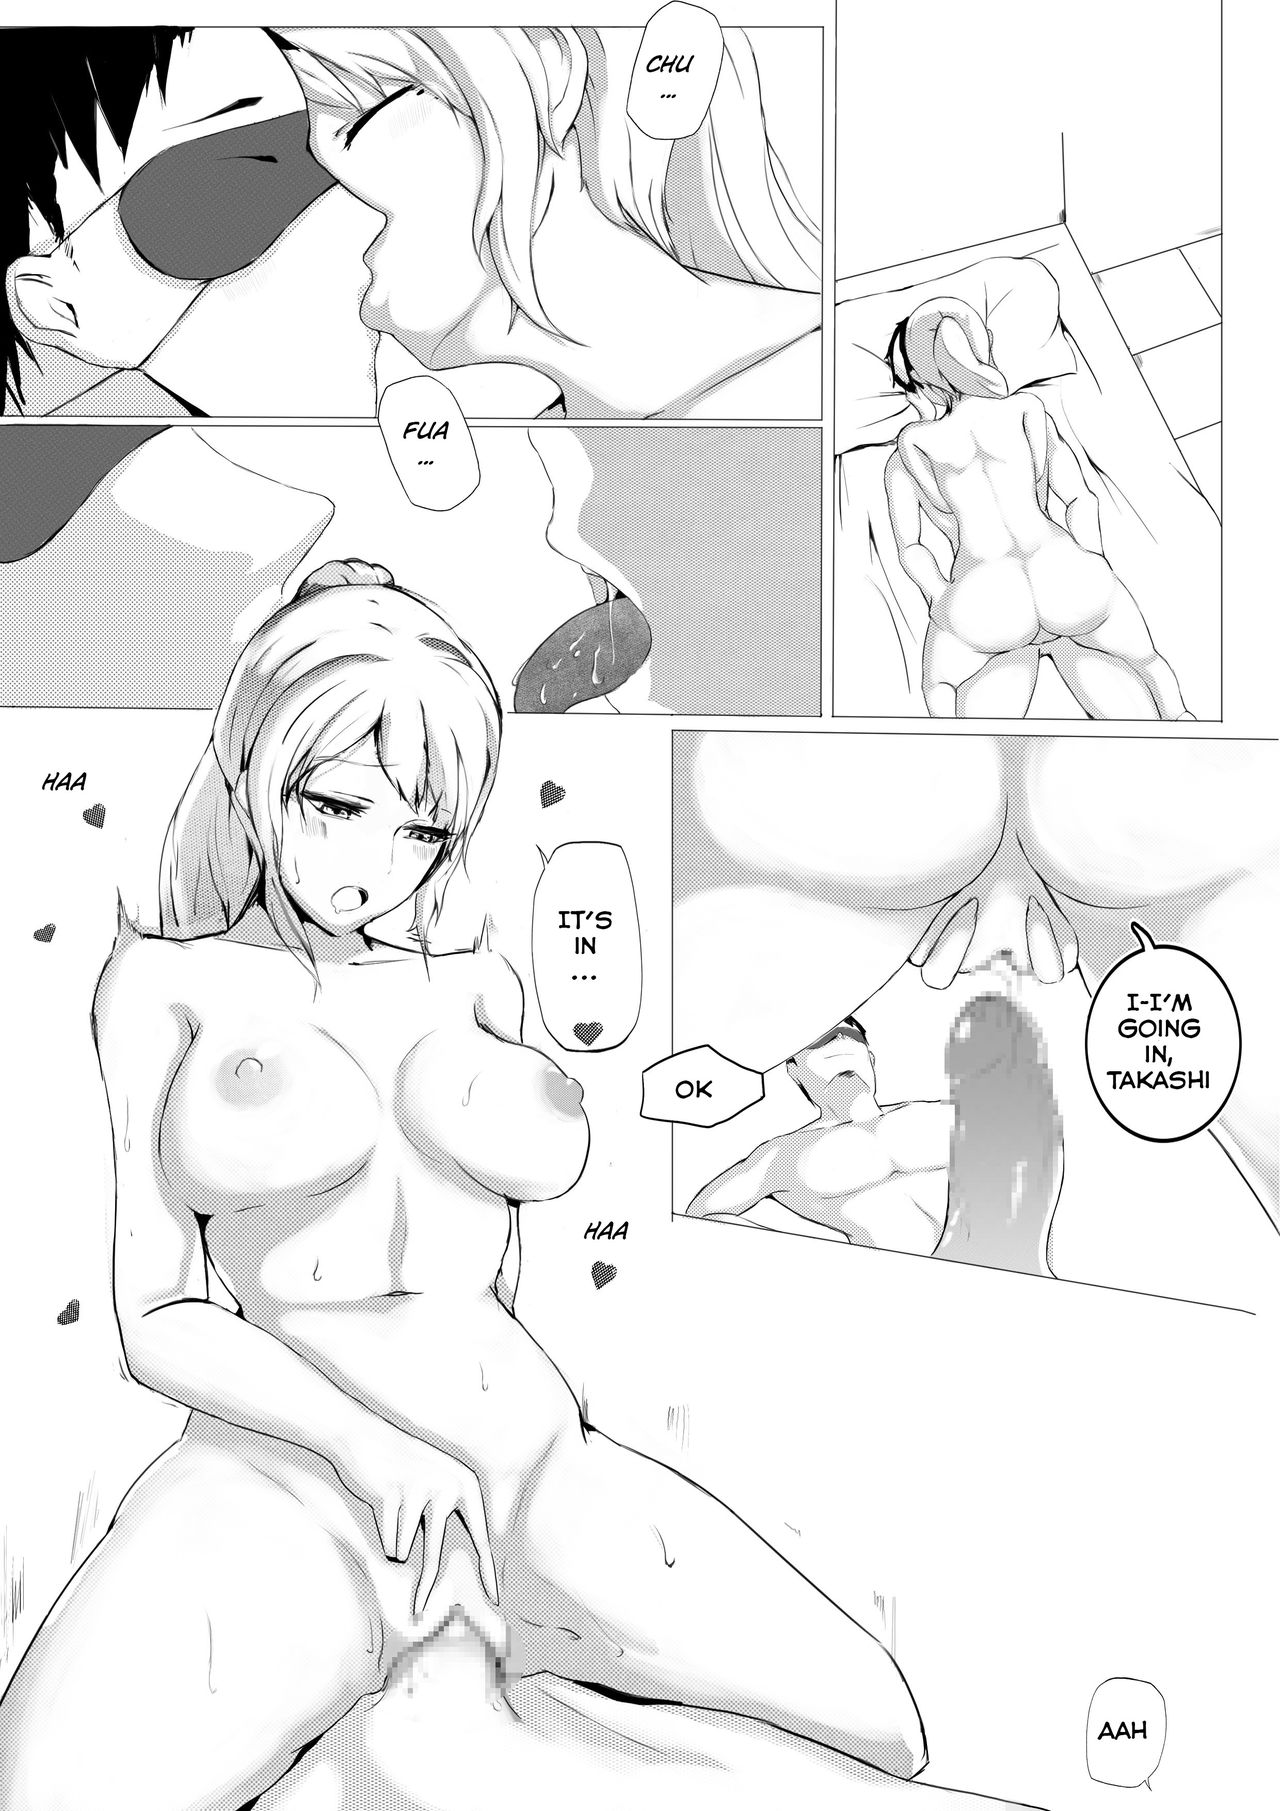 CHU
...
FUA
...
I-I'M
GOING
IN,
TAKASHI
OK
HAA
IT'S
IN
...
HAA
AAH